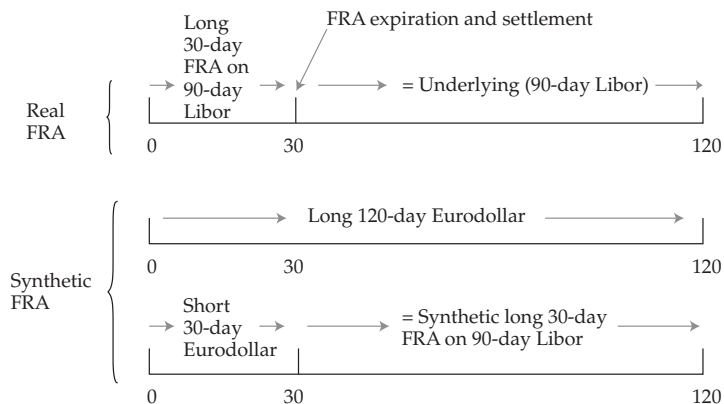 Long
30-day
FRA on
90-day
Libor
FRA expiration and settlement
= Underlying (90-day Libor)
Real
FRA
0
30
120
Long 120-day Eurodollar
0
30
120
Synthetic
FRA
Short
30-day
Eurodollar
= Synthetic long 30-day
FRA on 90-day Libor
0
30
120